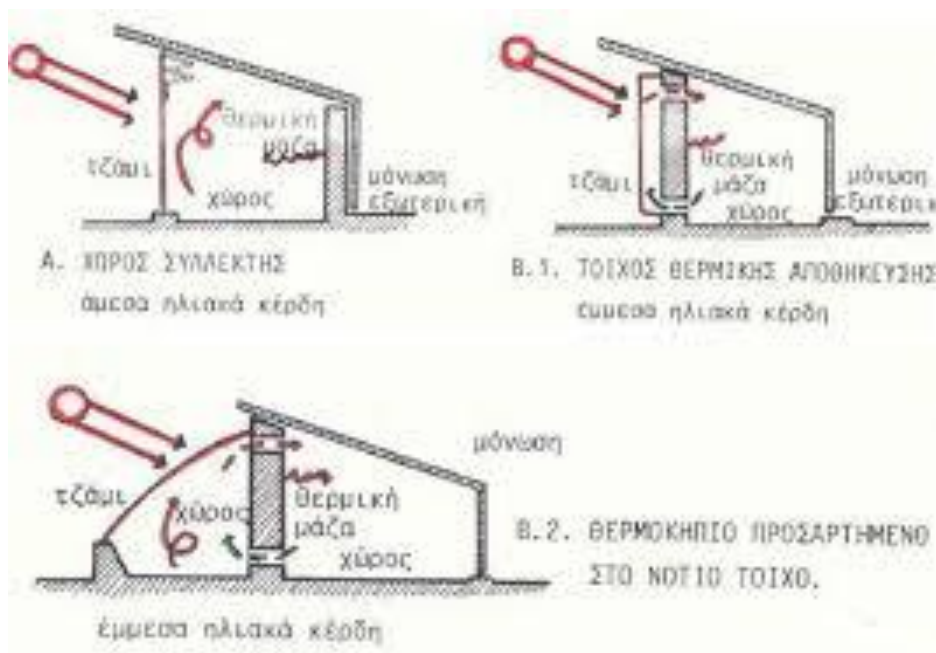 τζάμι
θερμική
μάζα
χώρος
μόνωση
εξωτερική
Α. ΧΩΡΟΣ ΣΥΛΛΕΚΤΗΣ
άμεσα ηλιακά κέρδη
τζάμι
θερμική
μάζα
χώρος
μόνωση
εξωτερικ
Β.1. ΤΟΙΧΟΣ ΘΕΡΜΙΚΗΣ ΑΠΟΘΗΚΕΥΣΗΣ
έμμεσα ηλιακά κέρδη
τζάμι
χώρος
θερμική
μάζα
χώρος
μόνωση
Β.2. ΘΕΡΜΟΚΗΠΙΟ ΠΡΟΣΑΡΤΗΜΕΝΟ
ΣΤΟ ΝΟΤΙΟ ΤΟΙΧΟ.
έμμεσα ηλιακά κέρδη